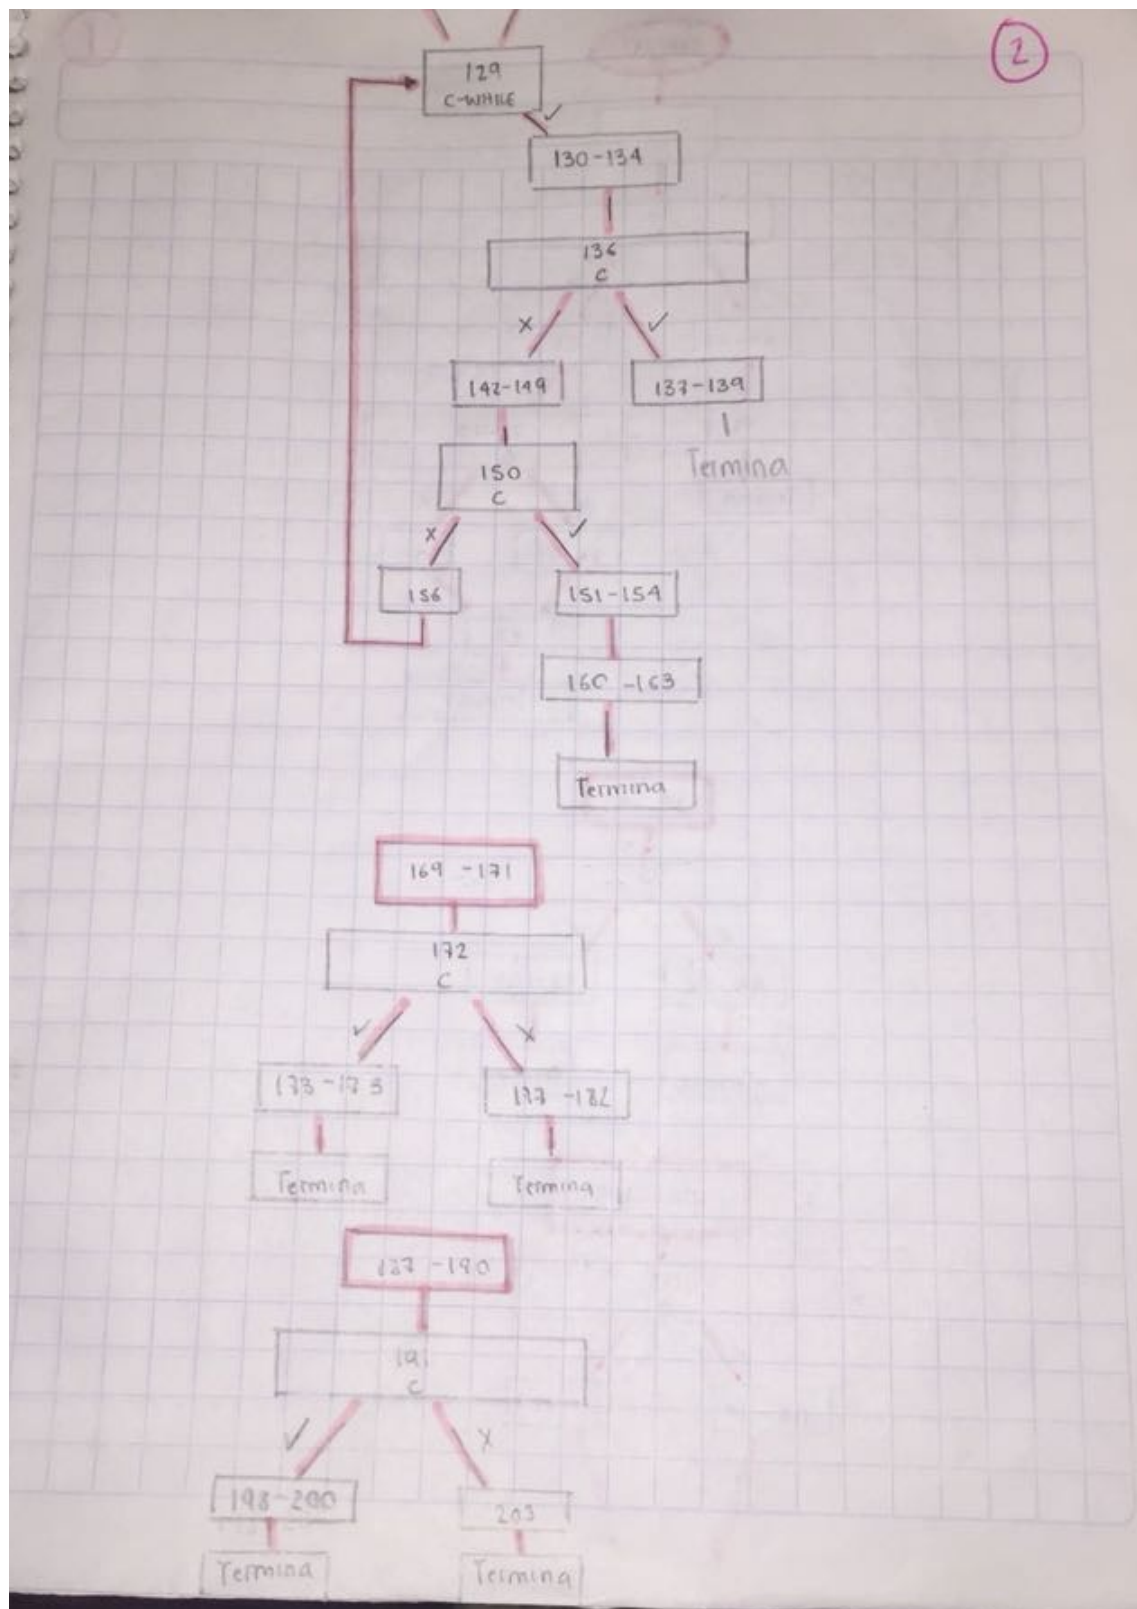 2
129
C-WHILE
✓
130-134
136
C
x ✓
142-149 137-139
Termina
150
C
x ✓
156 151-154
160 -163
Termina
169 -171
172
C
✓ x
173-175 177 -182
Termina Termina
187 -190
191
C
✓ x
198-200 203
Termina Termina